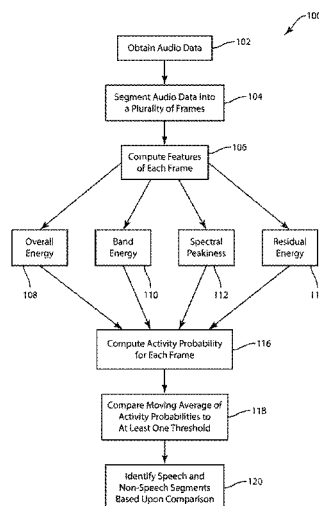 100
Obtain Audio Data
102
Segment Audio Data into
a Plurality of Frames
104
Compute Features
of Each Frame
106
Overall
Energy
108
Band
Energy
110
Spectral
Peakiness
112
Residual
Energy
11
Compute Activity Probability
for Each Frame
116
Compare Moving Average of
Activity Probabilities to
At Least One Threshold
118
Identify Speech and
Non-Speech Segments
Based Upon Comparison
120